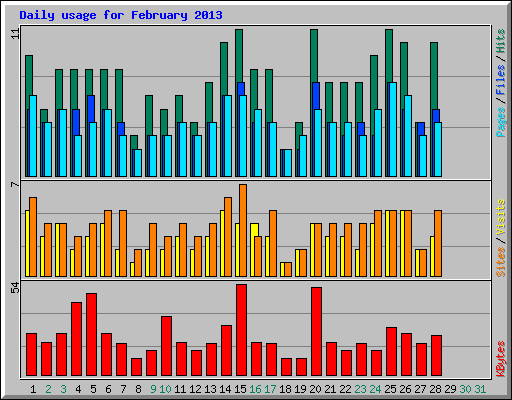 Daily usage for February 2013
11
Pages / Files / Hits
7
Sites / Visits
54
KBytes
1 2 3 4 5 6 7 8 9 10 11 12 13 14 15 16 17 18 19 20 21 22 23 24 25 26 27 28 29 30 31